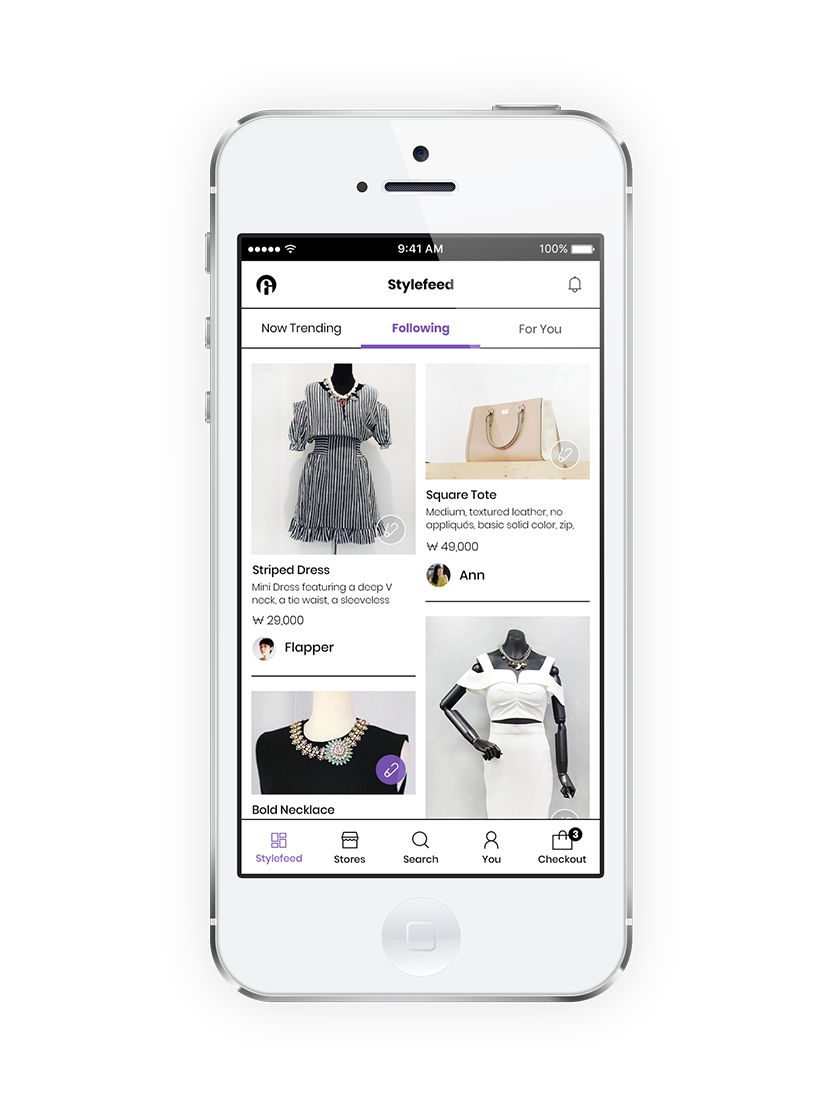 9:41 AM
100%
Stylefeed
Now Trending
Following
For You
Striped Dress
Mini Dress featuring a deep V
neck, a tie waist, a sleeveless
₩ 29,000
Flapper
Bold Necklace
Square Tote
Medium, textured leather, no
appliqués, basic solid color, zip,
₩ 49,000
Ann
Stylefeed
Stores
Search
You
3
Checkout